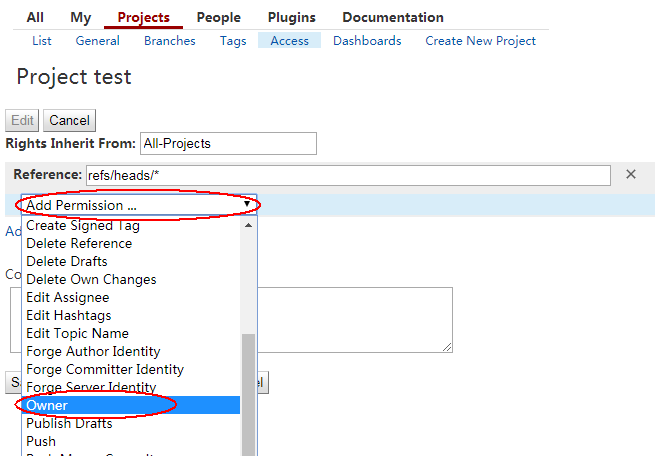 All My Projects People Plugins Documentation
List General Branches Tags Access Dashboards Create New Project
Project test
Edit Cancel
Rights Inherit From: All-Projects
Reference: refs/heads/*
Add Permission ...
Create Signed Tag
Delete Reference
Delete Drafts
Delete Own Changes
Edit Assignee
Edit Hashtags
Edit Topic Name
Forge Author Identity
Forge Committer Identity
Forge Server Identity
Owner
Publish Drafts
Push